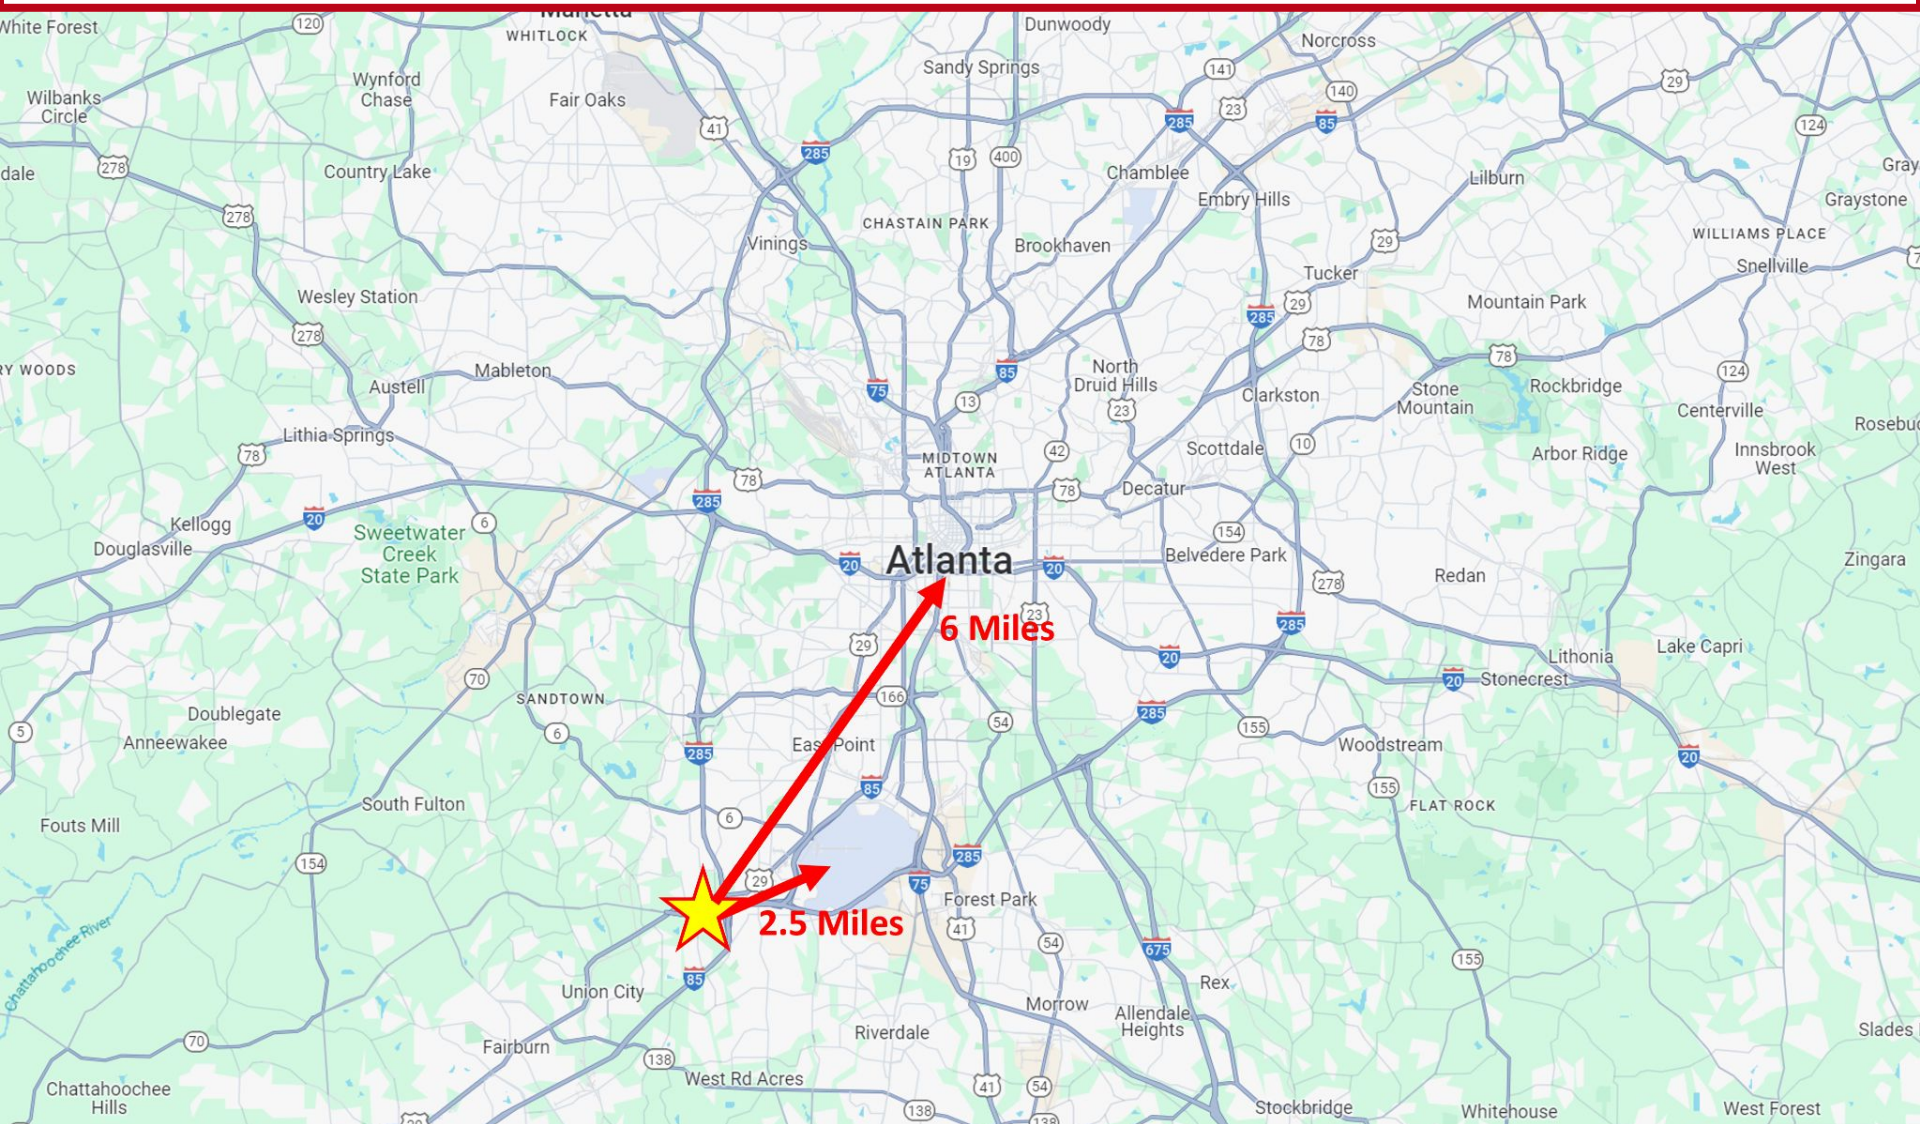 Marietta
White Forest
120
WHITLOCK
Dunwoody
Norcross
Sandy Springs
141
Wynford
Chase
Fair Oaks
Wilbanks
Circle
140
29
23
285
85
124
41
285
19
400
dale
278
Country Lake
Chamblee
Lilburn
Gray
Embry Hills
Graystone
278
CHASTAIN PARK
29
WILLIAMS PLACE
Vinings
Brookhaven
Tucker
Snellville
7
Wesley Station
29
Mountain Park
285
278
78
78
RY WOODS
Mableton
85
North
Druid Hills
124
Austell
75
13
23
Clarkston
Stone
Mountain
Rockbridge
Centerville
Lithia Springs
Rosebud
78
42
Scottdale
10
Arbor Ridge
Innsbrook
West
MIDTOWN
ATLANTA
78
78
Decatur
285
20
Kellogg
6
Douglasville
Sweetwater
Creek
State Park
154
Atlanta
20
20
Belvedere Park
Zingara
278
Redan
6 Miles
23
285
29
20
Lithonia
Lake Capri
70
20
Stonecrest
SANDTOWN
166
Doublegate
54
285
5
Anneewakee
6
155
285
East Point
Woodstream
20
85
155
South Fulton
6
FLAT ROCK
Fouts Mill
154
285
29
75
Forest Park
2.5 Miles
41
54
Chattahoochee River
675
155
85
Union City
Rex
Morrow
Allendale
Heights
70
Riverdale
Slades
Fairburn
138
West Rd Acres
41
54
Chattahoochee
Hills
29
138
138
Stockbridge
Whitehouse
West Forest